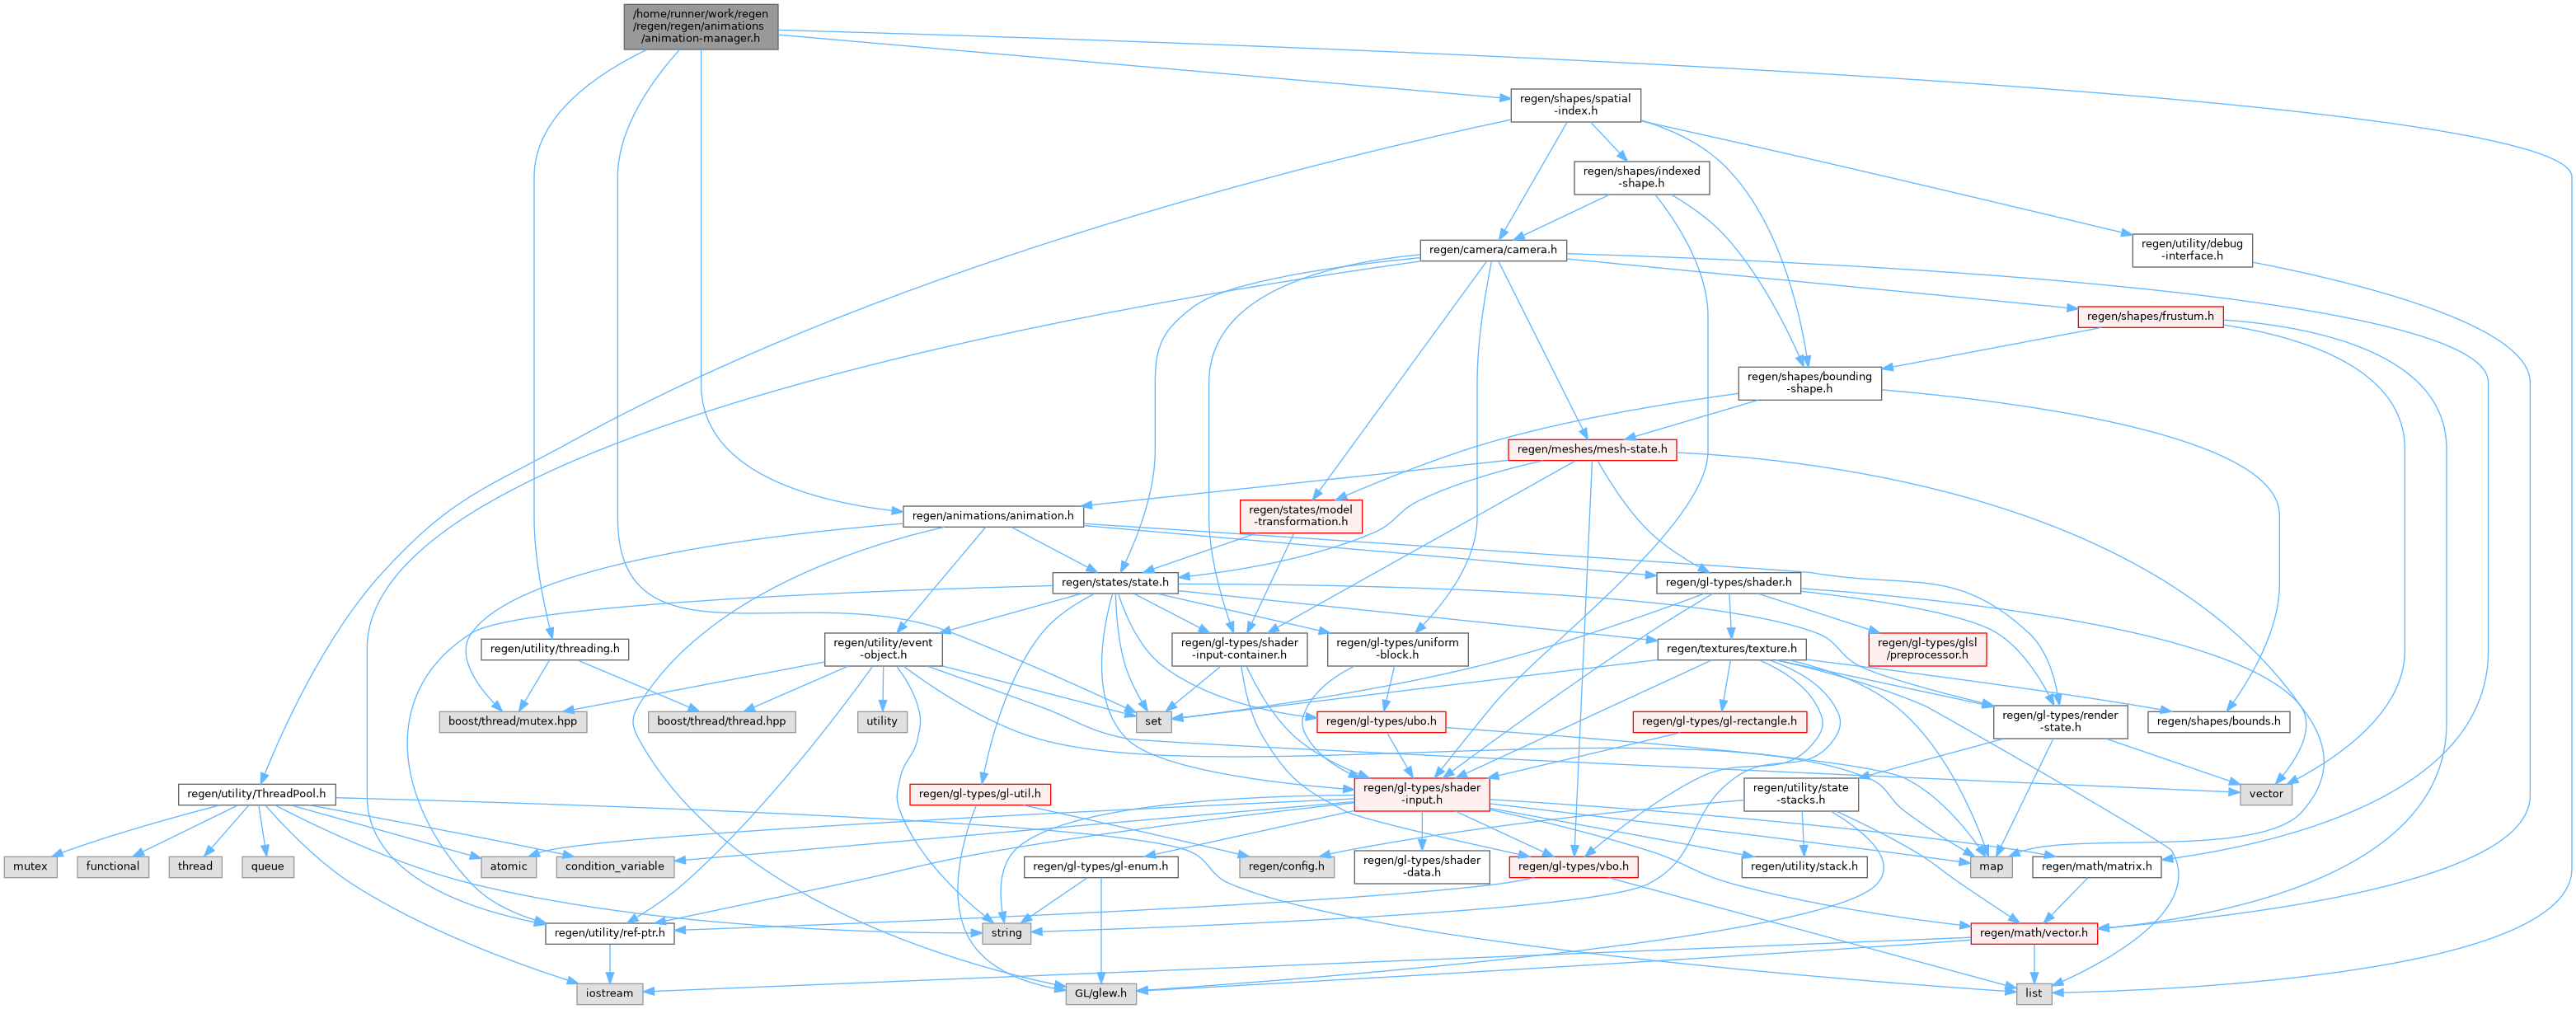 /home/runner/work/regen
/regen/regen/animations
/animation-manager.h
regen/shapes/spatial
-index.h
regen/shapes/indexed
-shape.h
regen/camera/camera.h
regen/utility/debug
-interface.h
regen/shapes/frustum.h
regen/shapes/bounding
-shape.h
regen/meshes/mesh-state.h
regen/animations/animation.h
regen/states/model
-transformation.h
regen/states/state.h
regen/gl-types/shader.h
regen/utility/threading.h
regen/utility/event
-object.h
regen/gl-types/shader
-input-container.h
regen/gl-types/uniform
-block.h
regen/textures/texture.h
regen/gl-types/glsl
/preprocessor.h
boost/thread/mutex.hpp
boost/thread/thread.hpp
utility
set
regen/gl-types/ubo.h
regen/gl-types/gl-rectangle.h
regen/gl-types/render
-state.h
regen/shapes/bounds.h
regen/utility/ThreadPool.h
regen/gl-types/gl-util.h
regen/gl-types/shader
-input.h
regen/utility/state
-stacks.h
vector
mutex
functional
thread
queue
atomic
condition_variable
regen/gl-types/gl-enum.h
regen/config.h
regen/gl-types/shader
-data.h
regen/gl-types/vbo.h
regen/utility/stack.h
map
regen/math/matrix.h
regen/utility/ref-ptr.h
string
regen/math/vector.h
iostream
GL/glew.h
list